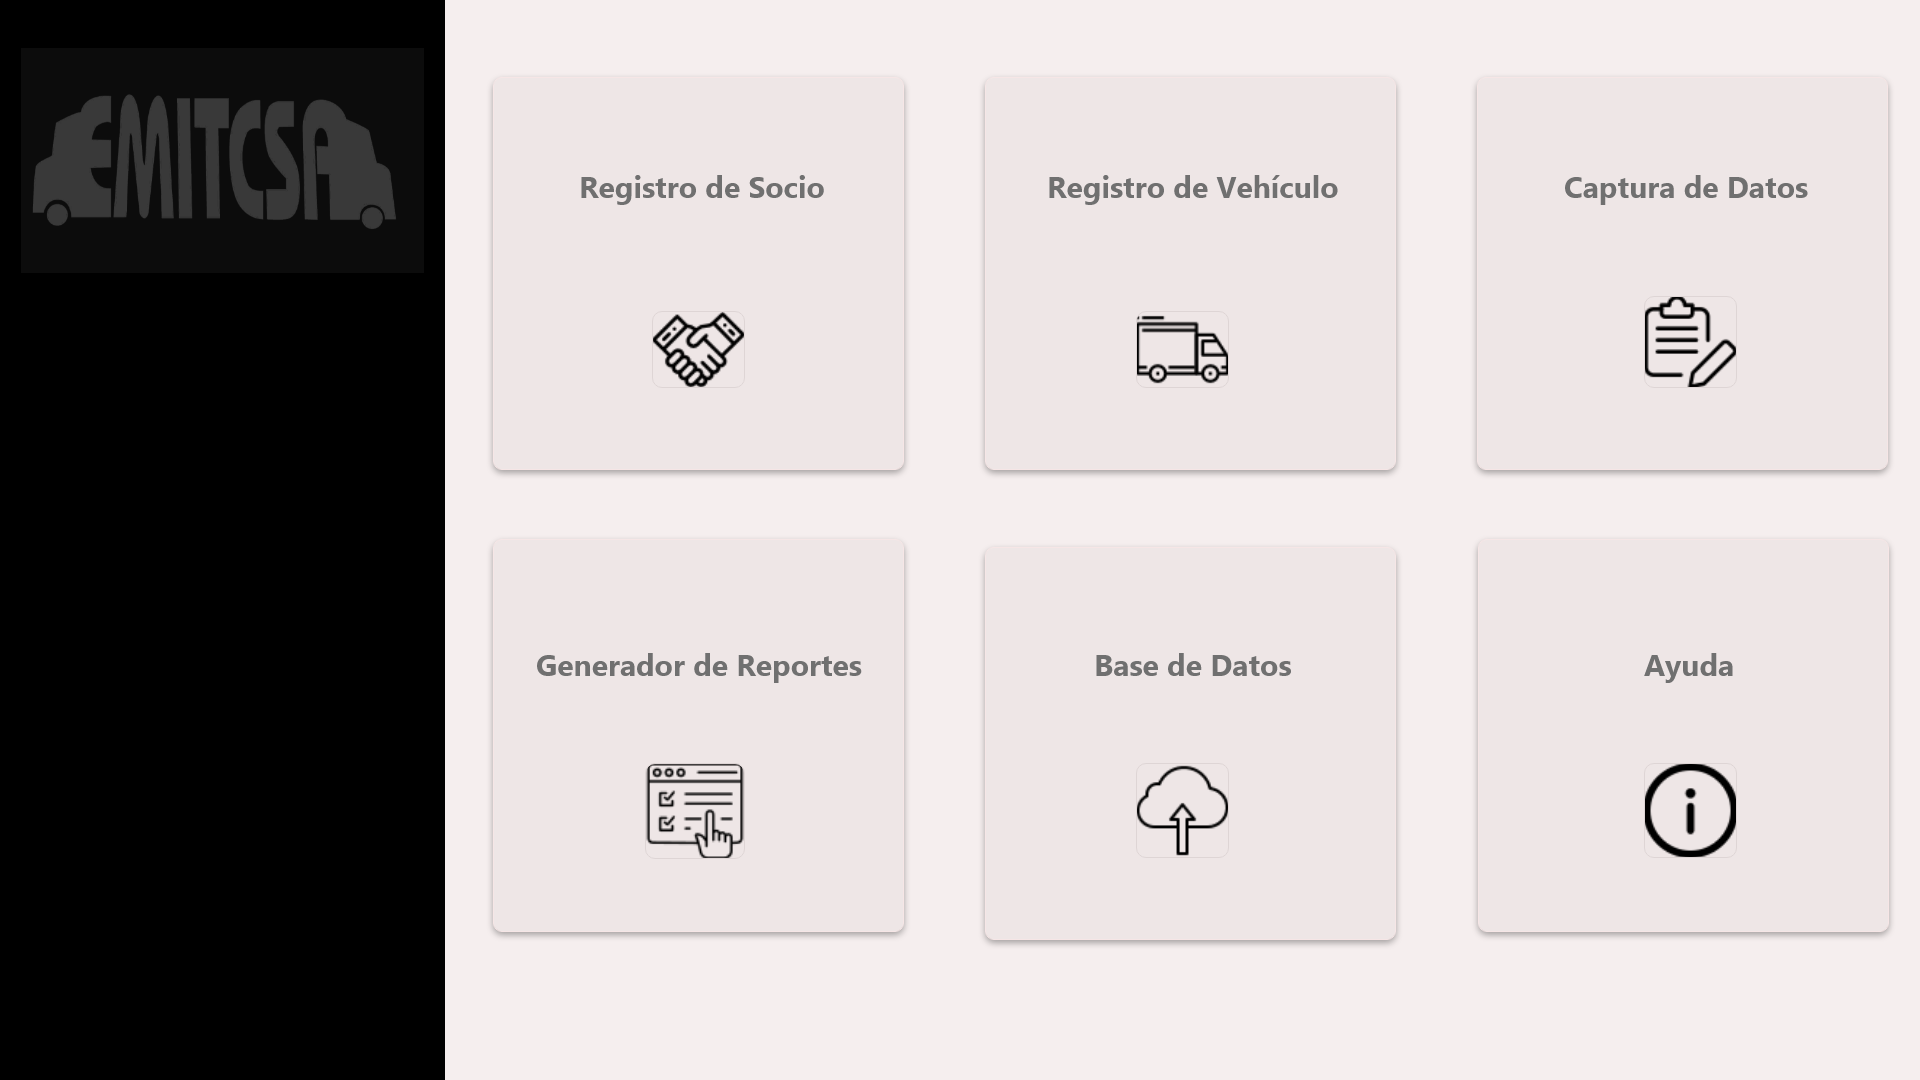 EMITCSA
Registro de Socio
Registro de Vehículo
Captura de Datos
Generador de Reportes
Base de Datos
Ayuda